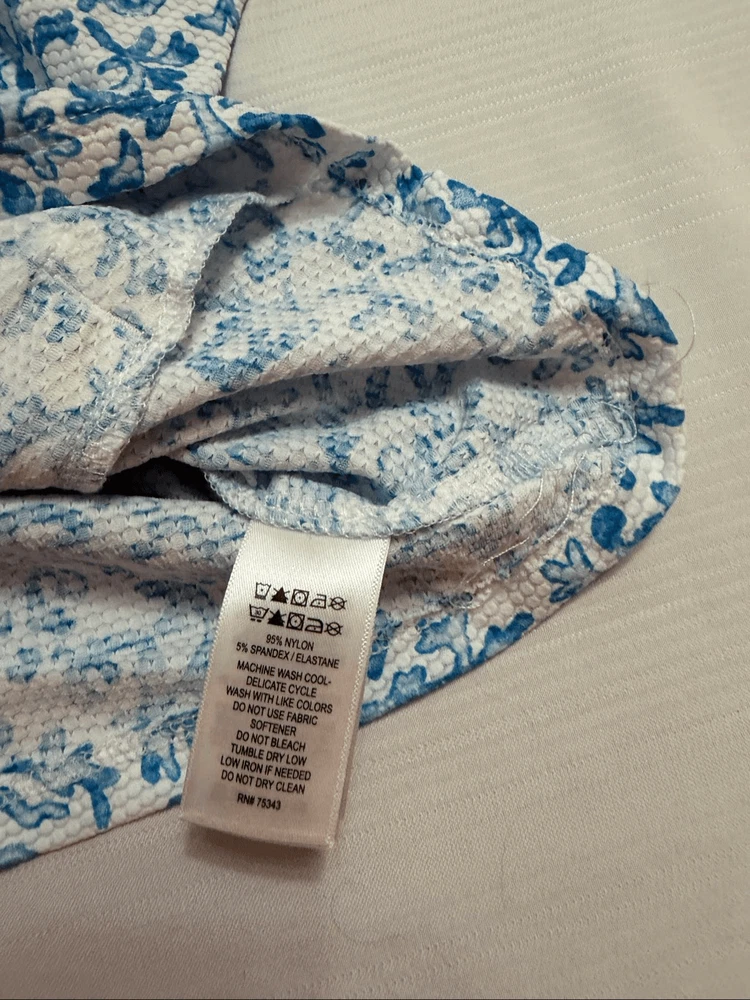 95% NYLON
5% SPANDEX / ELASTANE
MACHINE WASH COOL-
DELICATE CYCLE
WASH WITH LIKE COLORS
DO NOT USE FABRIC
SOFTENER
DO NOT BLEACH
TUMBLE DRY LOW
LOW IRON IF NEEDED
DO NOT DRY CLEAN
RN# 75343